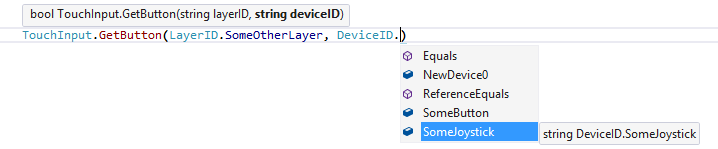 bool TouchInput.GetButton(string layerID, string deviceID)
TouchInput.GetButton(LayerID.SomeOtherLayer, DeviceID.)
Equals
NewDevice0
ReferenceEquals
SomeButton
SomeJoystick
string DeviceID.SomeJoystick